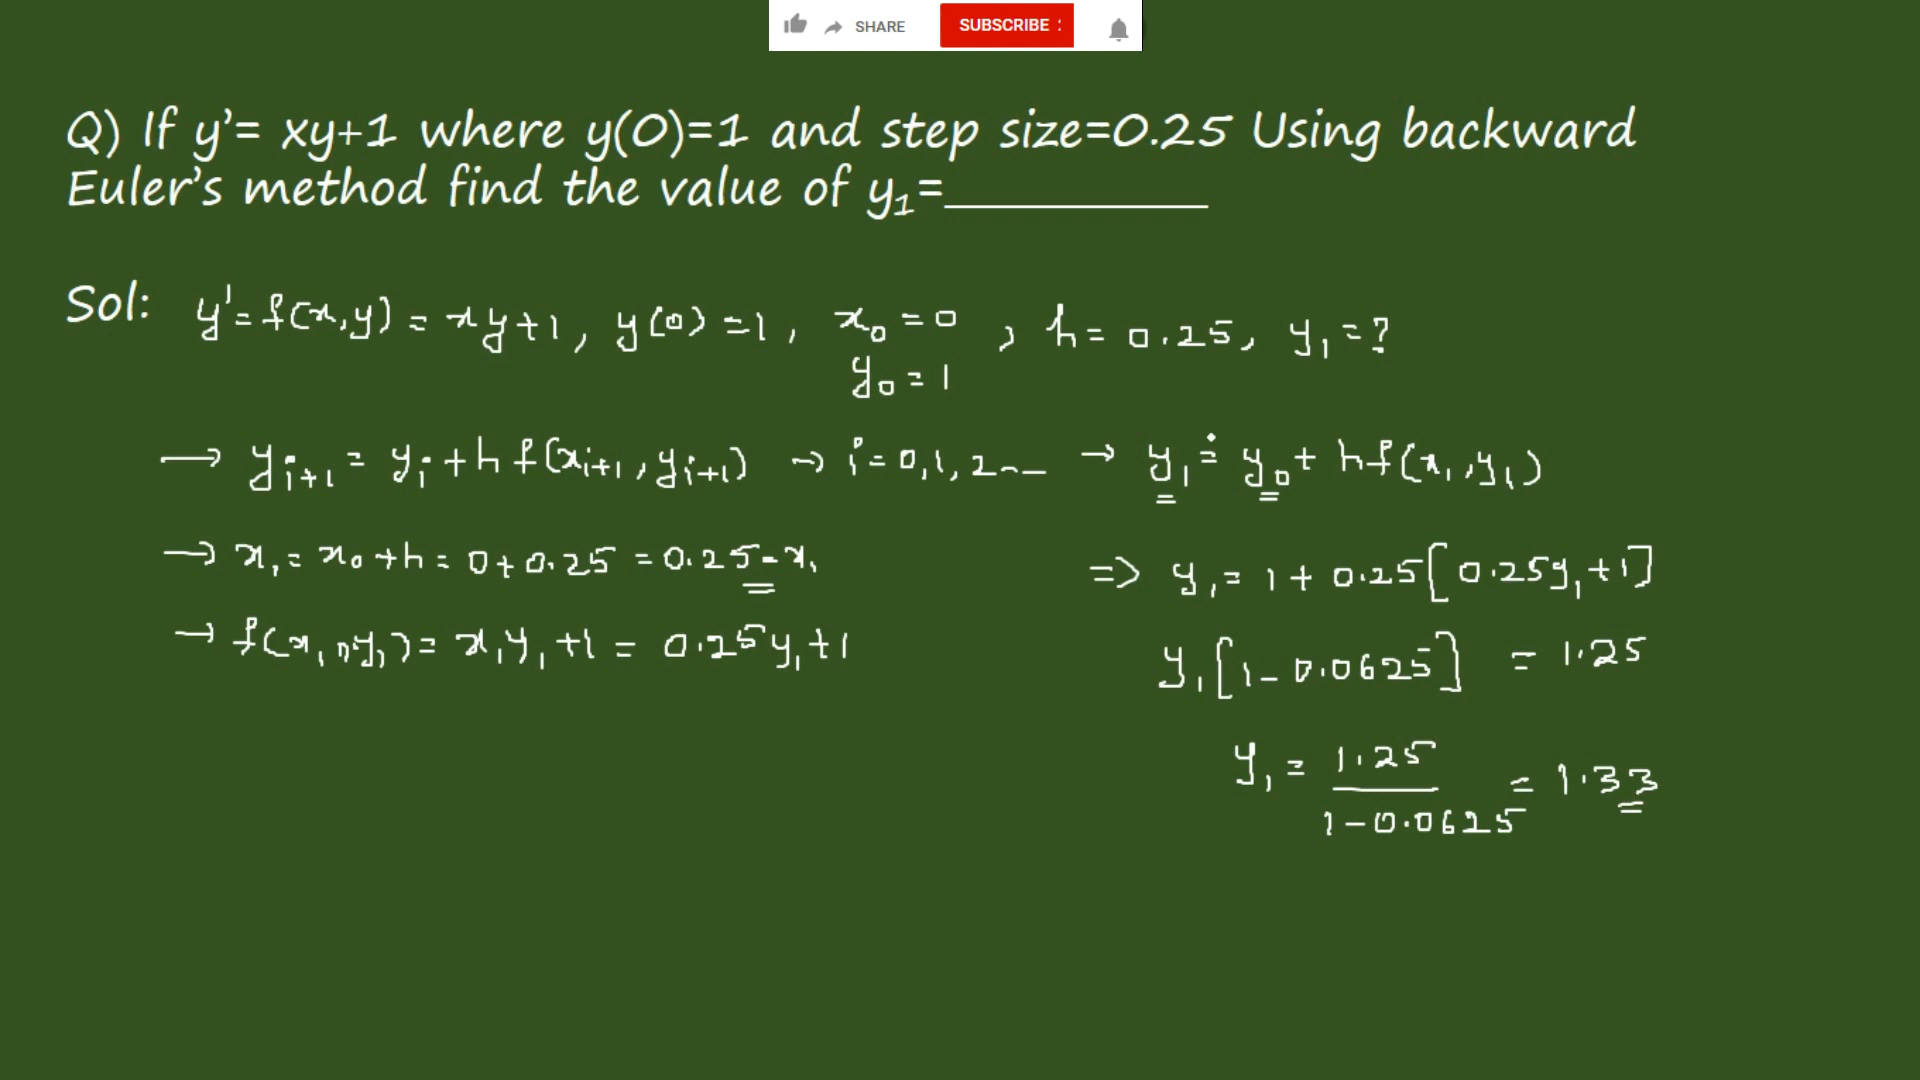 SHARE SUBSCRIBE :
Q) If y’= xy+1 where y(0)=1 and step size=0.25 Using backward
Euler’s method find the value of y₁=__________
Sol: y' = f(x,y) = xy+1, y(0) =1, x₀ = 0 , h = 0.25, y₁ = ?
y₀ = 1
→ yᵢ₊₁ = yᵢ + h f(xᵢ₊₁, yᵢ₊₁) → i = 0,1,2--- → y₁ = y₀ + hf(x₁,y₁)
→ x₁ = x₀ + h = 0 + 0.25 = 0.25 = x₁
→ f(x₁,y₁) = x₁y₁ +1 = 0.25y₁+1
=> y₁ = 1 + 0.25[0.25y₁+1]
y₁[1 - 0.0625] = 1.25
y₁ = 1.25 / 1 - 0.0625 = 1.33